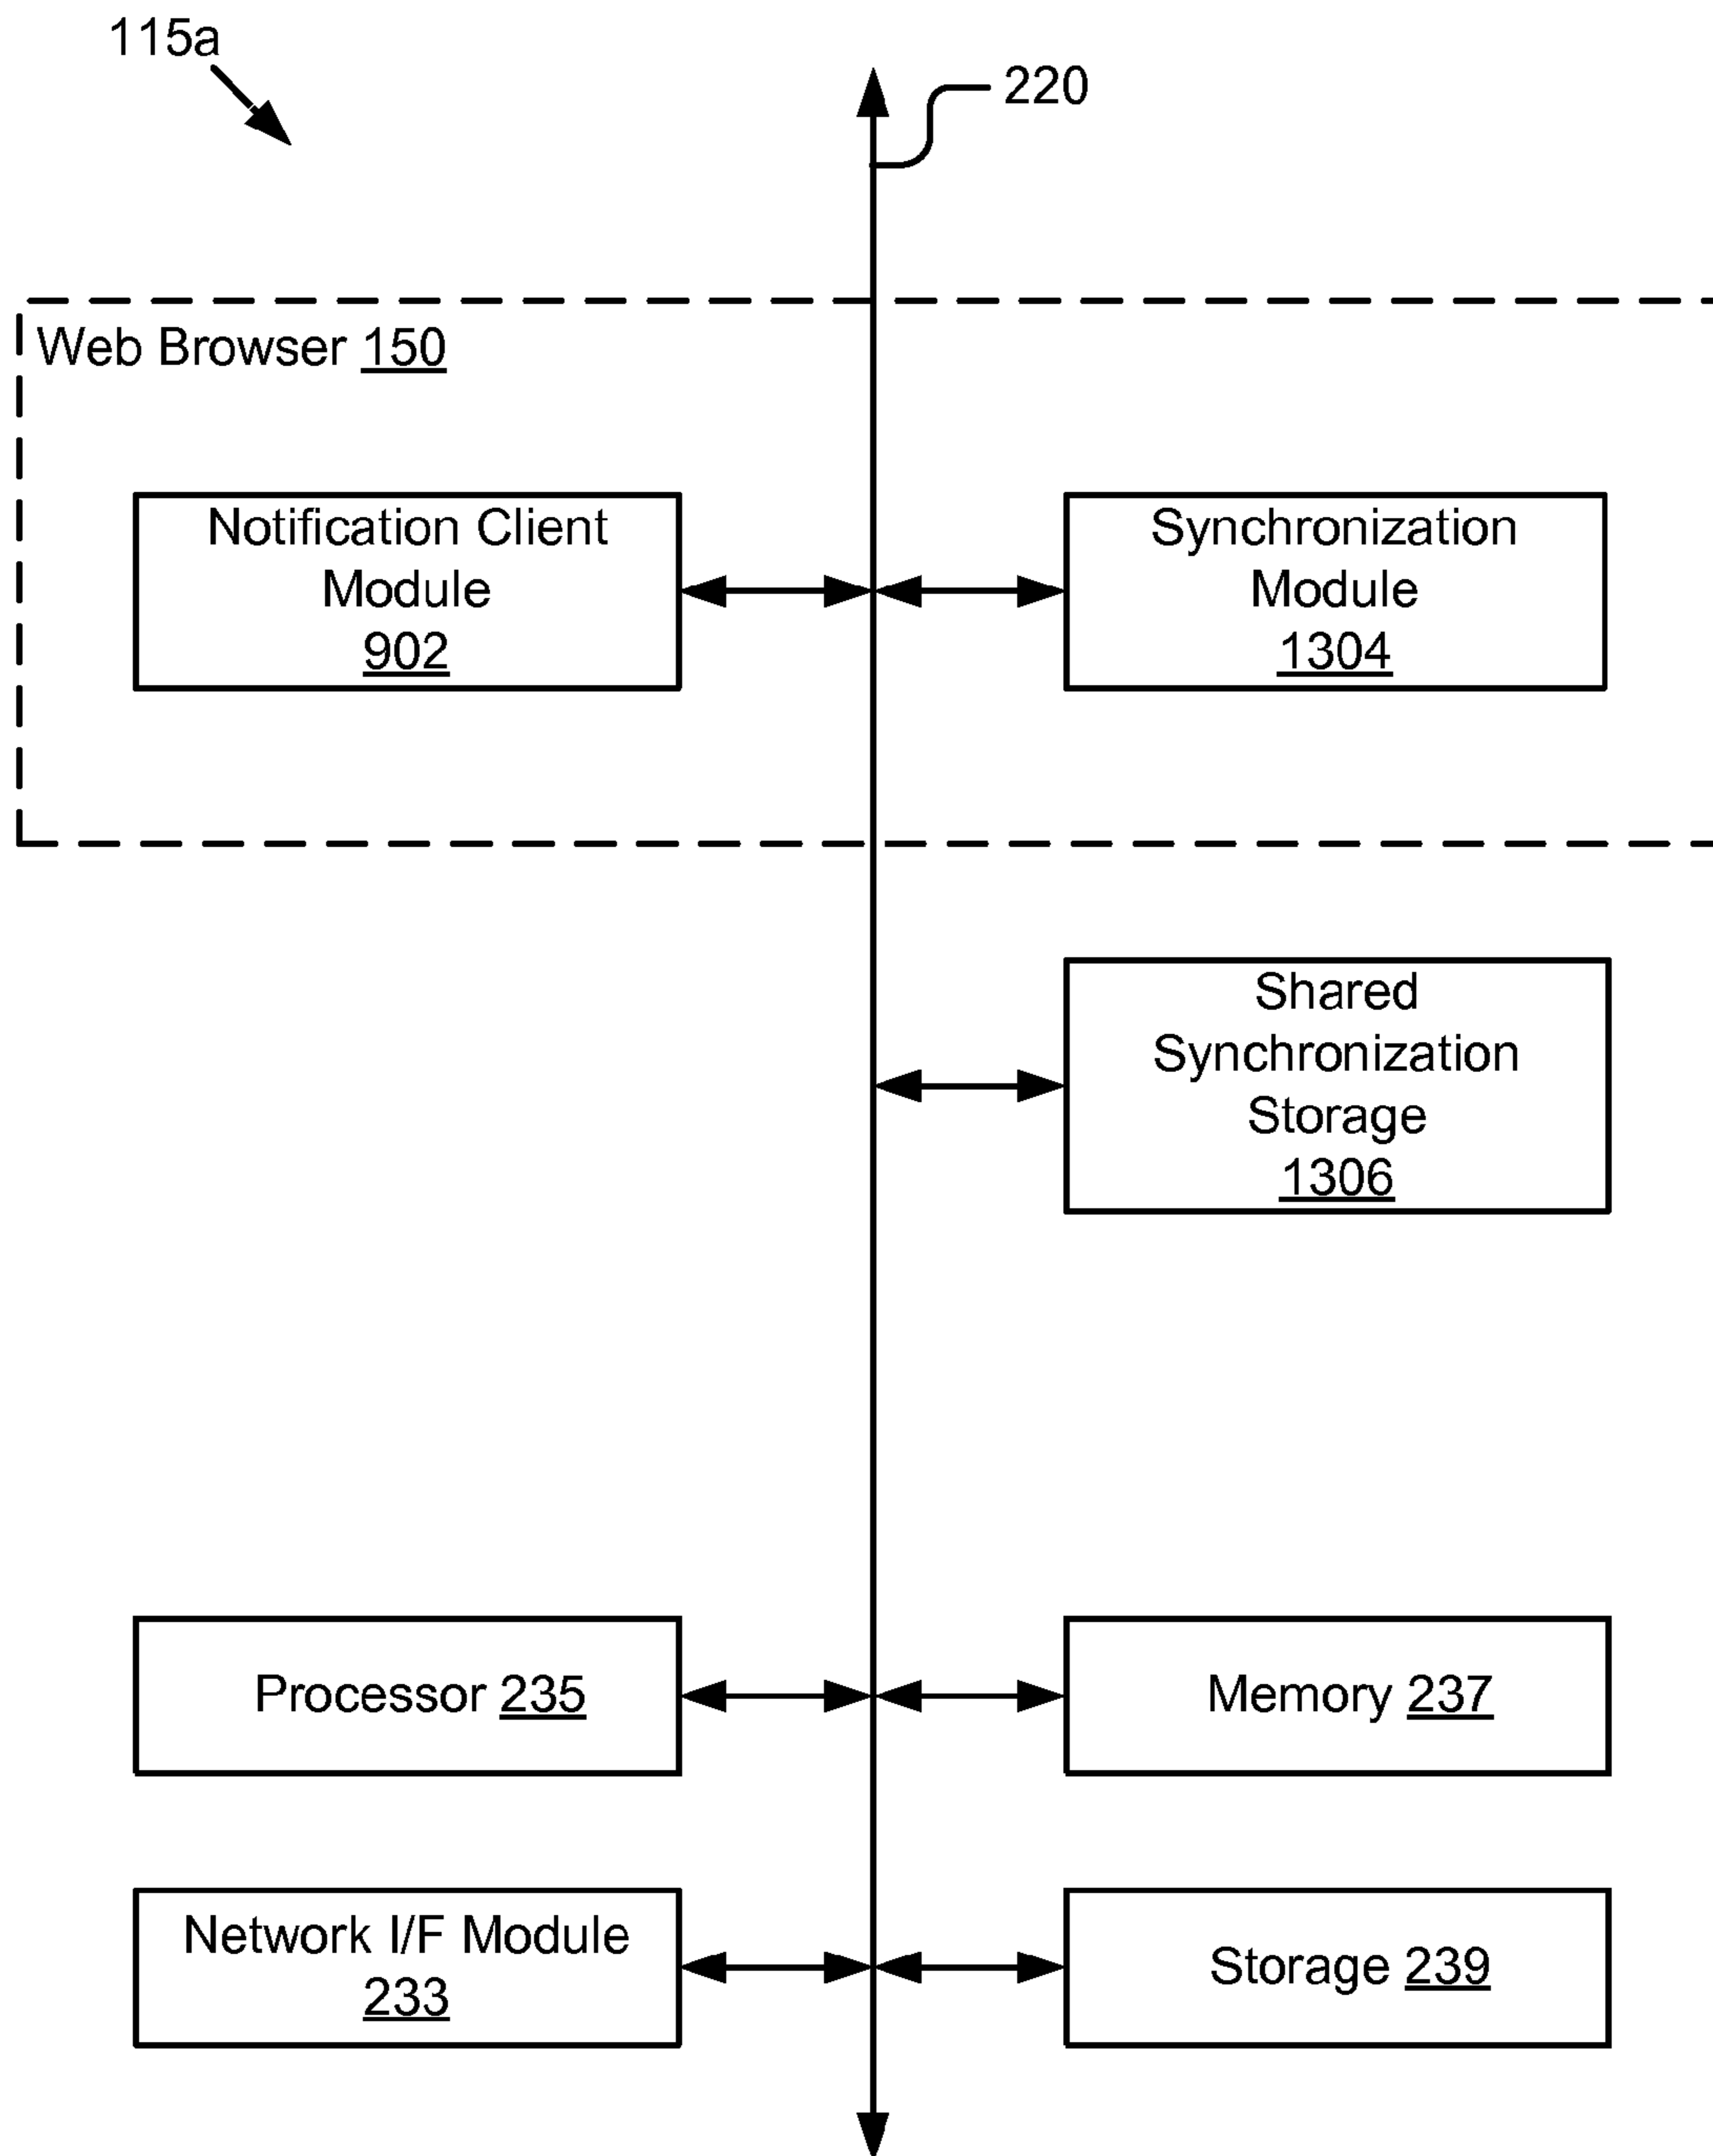 115a
220
Web Browser 150
Notification Client
Module
902
Synchronization
Module
1304
Shared
Synchronization
Storage
1306
Processor 235
Memory 237
Network I/F Module
233
Storage 239